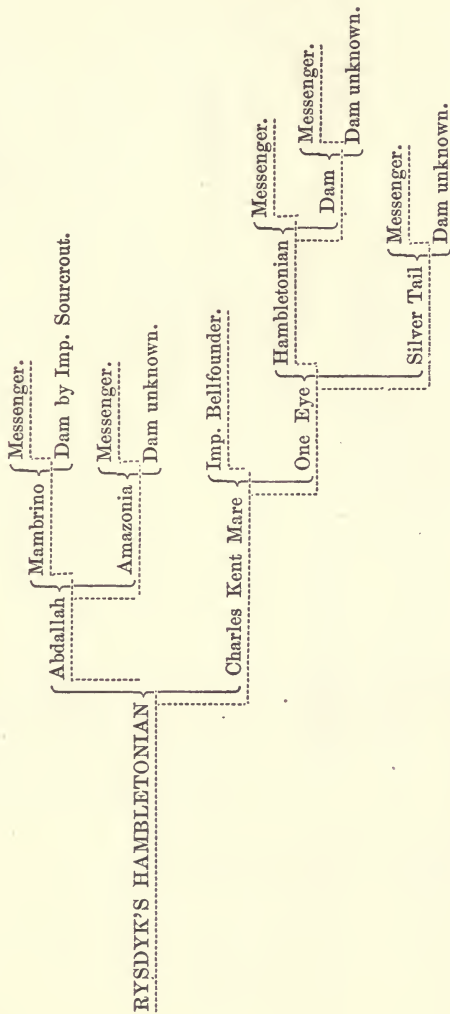 RYSDYK'S HAMBLETONIAN
Abdallah
Mambrino
Messenger.
Dam by Imp. Sourcrout.
Amazonia
Messenger.
Dam unknown.
Charles Kent Mare
Imp. Bellfounder.
One Eye
Hambletonian
Messenger.
Dam
Messenger.
Dam unknown.
Silver Tail
Messenger.
Dam unknown.